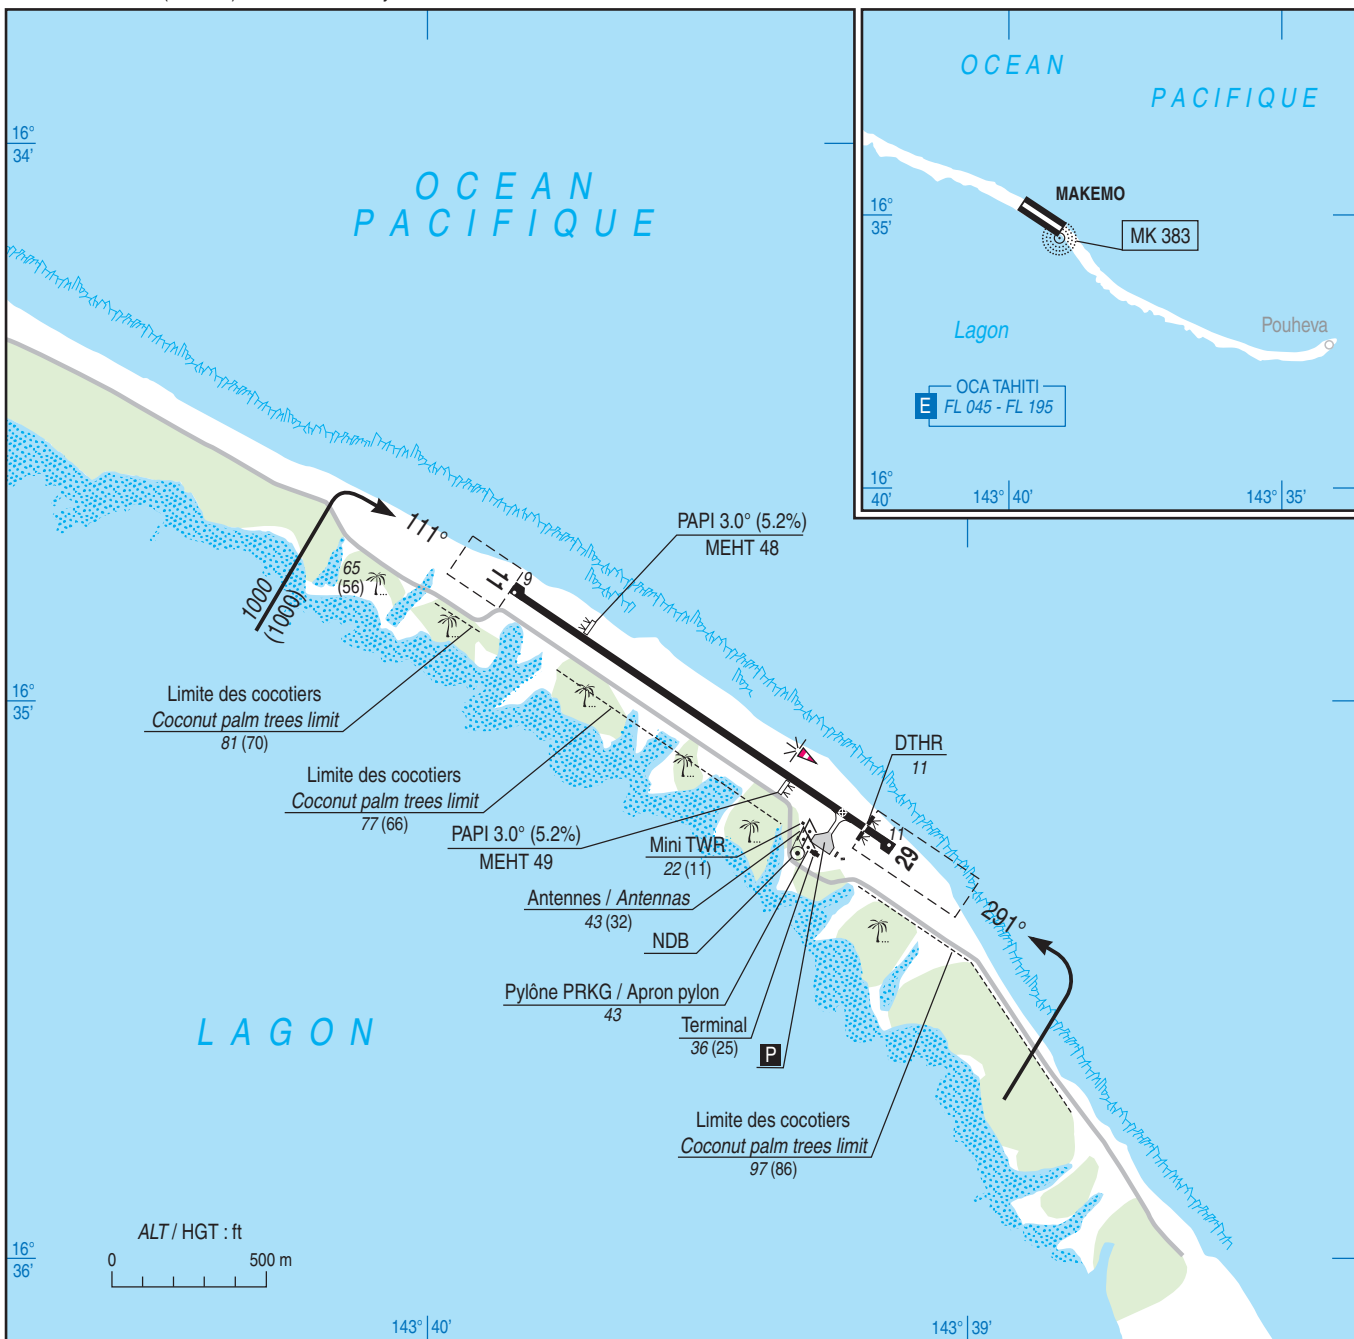 OCEAN
PACIFIQUE
16°
34'
OCEAN
PACIFIQUE
MAKEMO
16°
35'
MK 383
Lagon
Pouheva
OCA TAHITI
E
FL 045 - FL 195
16°
40'
143° 40'
143° 35'
111°
11
9
PAPI 3.0° (5.2%)
MEHT 48
65
(56)
1000
(1000)
16°
35'
Limite des cocotiers
Coconut palm trees limit
81 (70)
Limite des cocotiers
Coconut palm trees limit
77 (66)
DTHR
11
PAPI 3.0° (5.2%)
MEHT 49
11
29
Mini TWR
22 (11)
Antennes / Antennas
43 (32)
291°
NDB
Pylône PRKG / Apron pylon
43
Terminal
36 (25)
P
LAGON
Limite des cocotiers
Coconut palm trees limit
97 (86)
ALT / HGT : ft
0
500 m
16°
36'
143° 40'
143° 39'